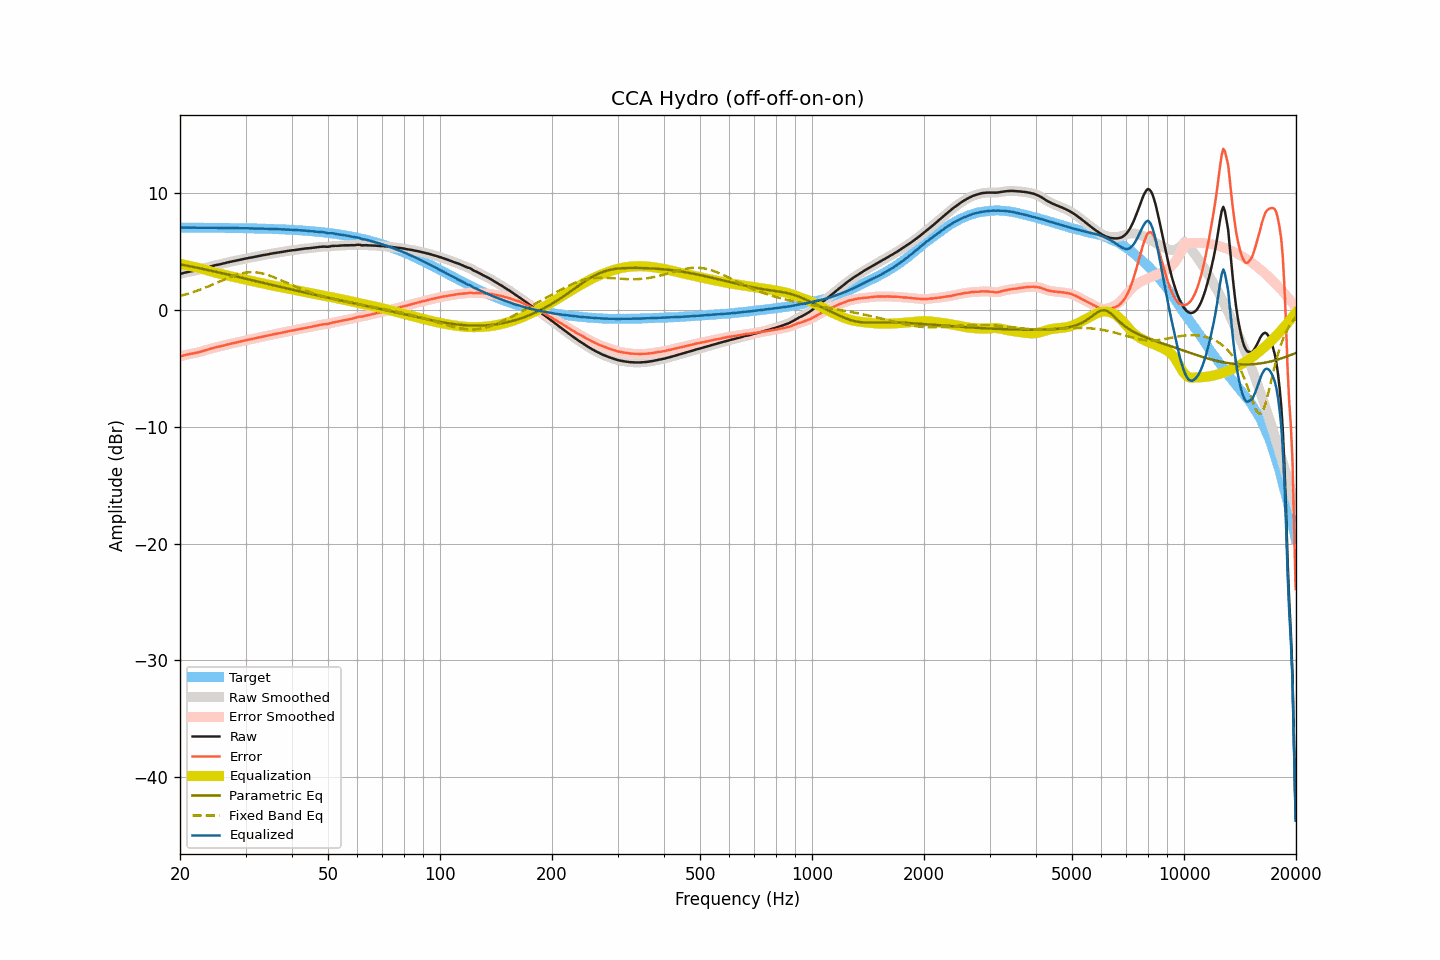 CCA Hydro (off-off-on-on)
10
0
−10
−20
−30
−40
Amplitude (dBr)
Target
Raw Smoothed
Error Smoothed
Raw
Error
Equalization
Parametric Eq
Fixed Band Eq
Equalized
20 50 100 200 500 1000 2000 5000 10000 20000
Frequency (Hz)